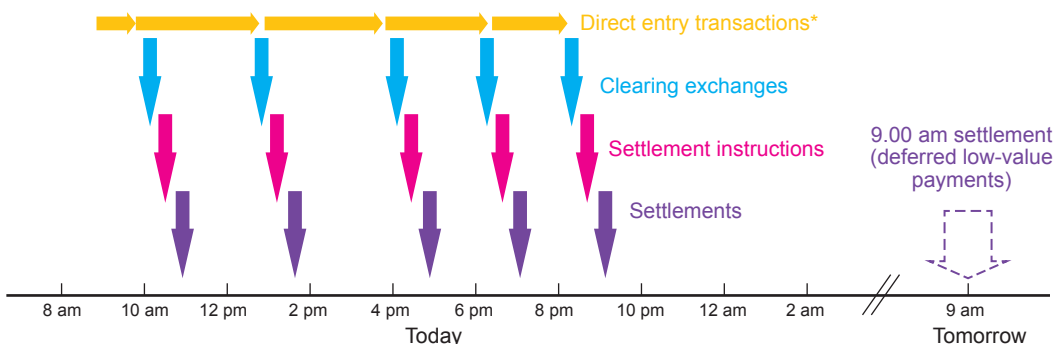 Direct entry transactions*
Clearing exchanges
Settlement instructions
Settlements
9.00 am settlement
(deferred low-value
payments)
8 am 10 am 12 pm 2 pm 4 pm 6 pm 8 pm 10 pm 12 am 2 am 9 am
Today Tomorrow